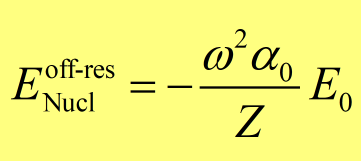 E_Nucl^off-res = − ω²α₀ / Z E₀